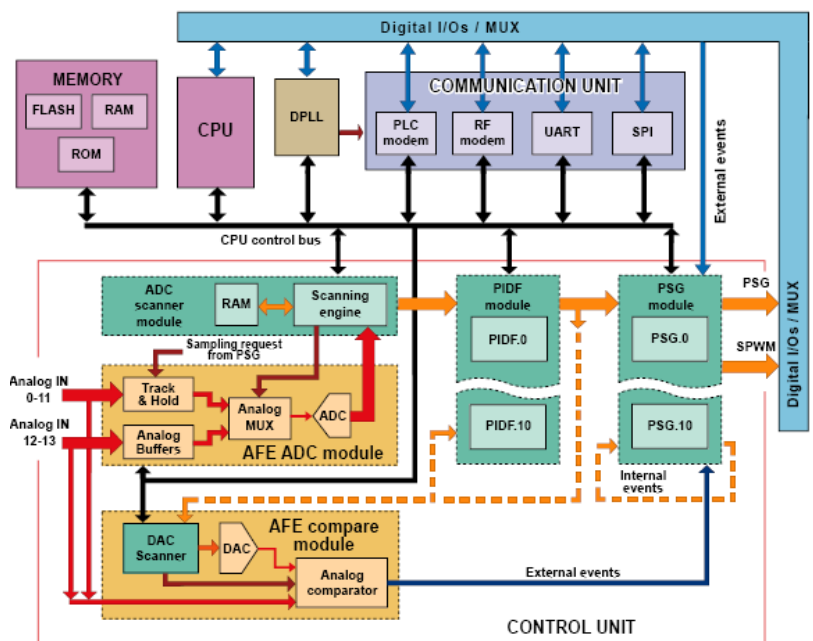 Digital I/Os / MUX
MEMORY
FLASH
RAM
ROM
CPU
DPLL
COMMUNICATION UNIT
PLC
modem
RF
modem
UART
SPI
External events
CPU control bus
ADC
scanner
module
RAM
Scanning
engine
PIDF
module
PIDF.0
PIDF.10
PSG
module
PSG.0
PSG.10
PSG
SPWM
Digital I/Os / MUX
Sampling request
from PSG
Analog IN
0-11
Analog IN
12-13
Track
& Hold
Analog
Buffers
Analog
MUX
ADC
AFE ADC module
Internal
events
AFE compare
module
DAC
Scanner
DAC
Analog
comparator
External events
CONTROL UNIT